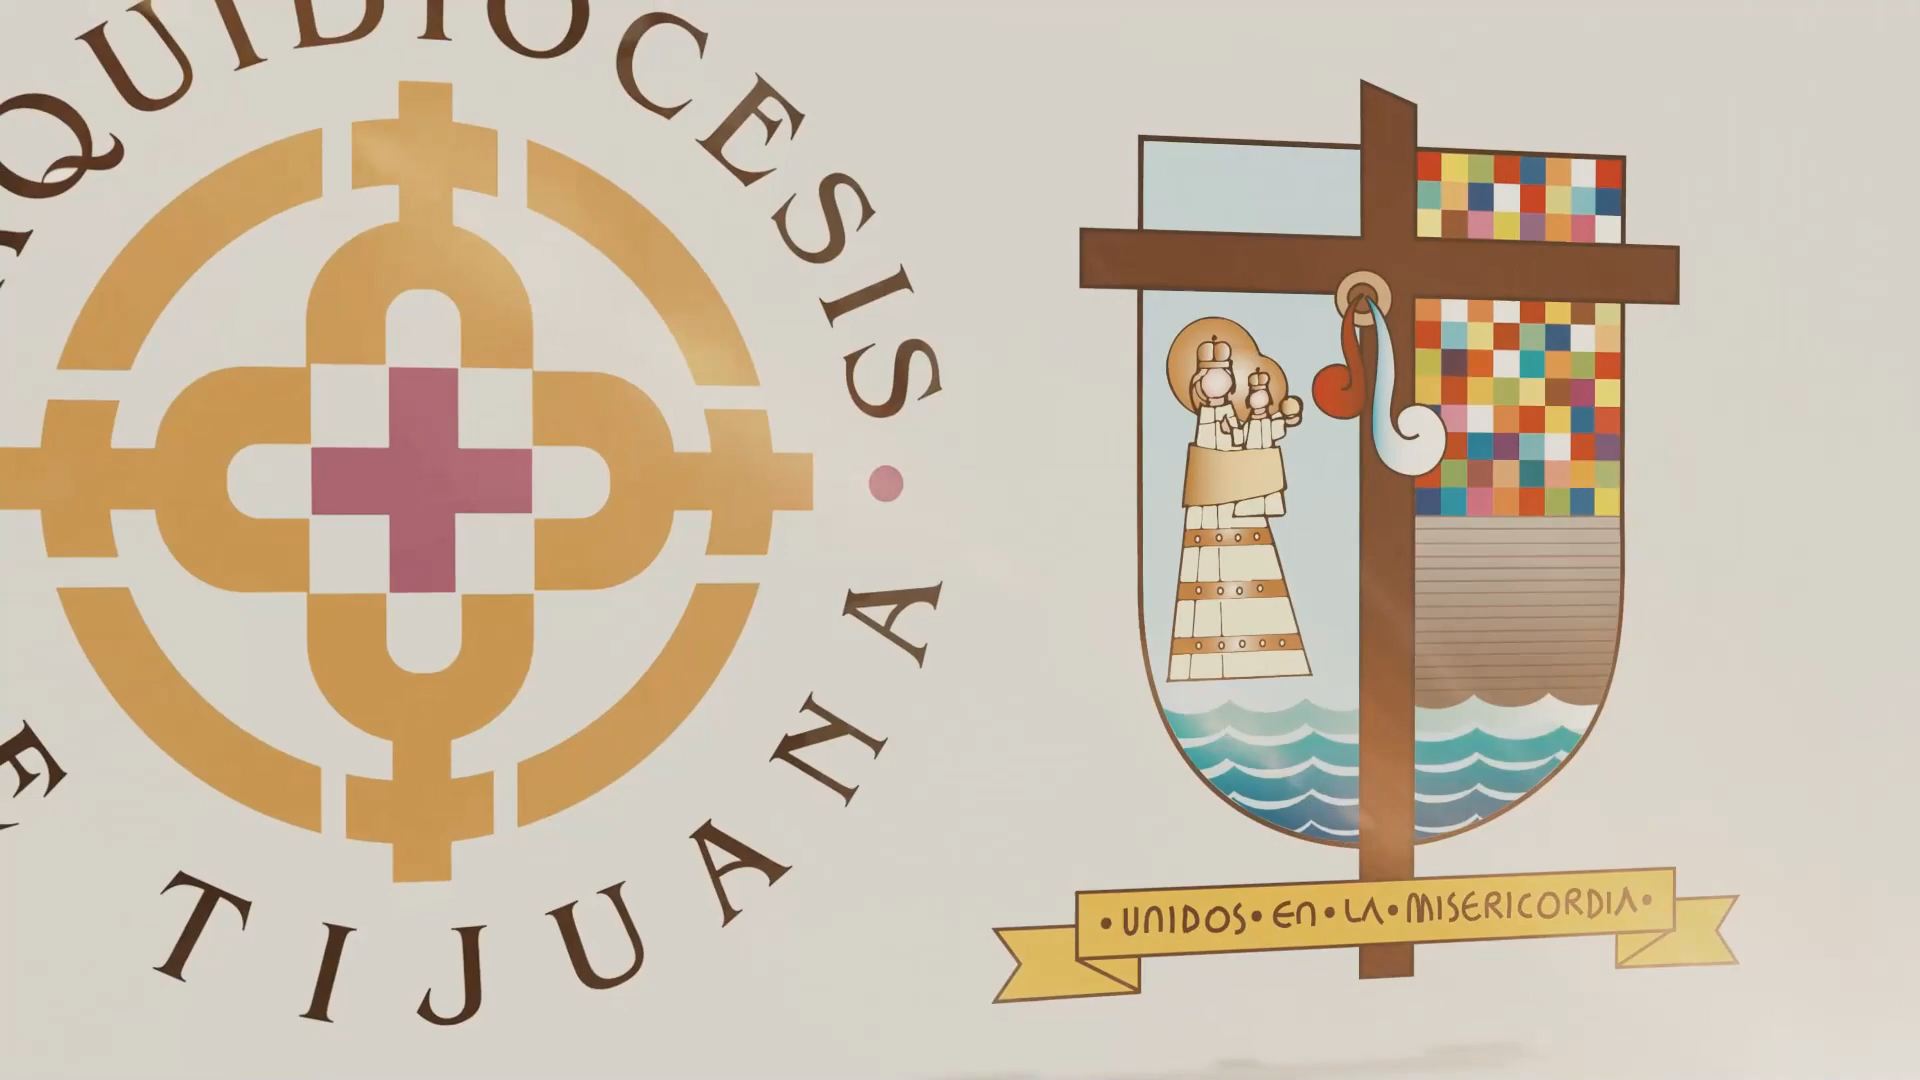 QUIDIOCESIS • 
E TIJUANA
•UNIDOS•EN•LA•MISERICORDIA•